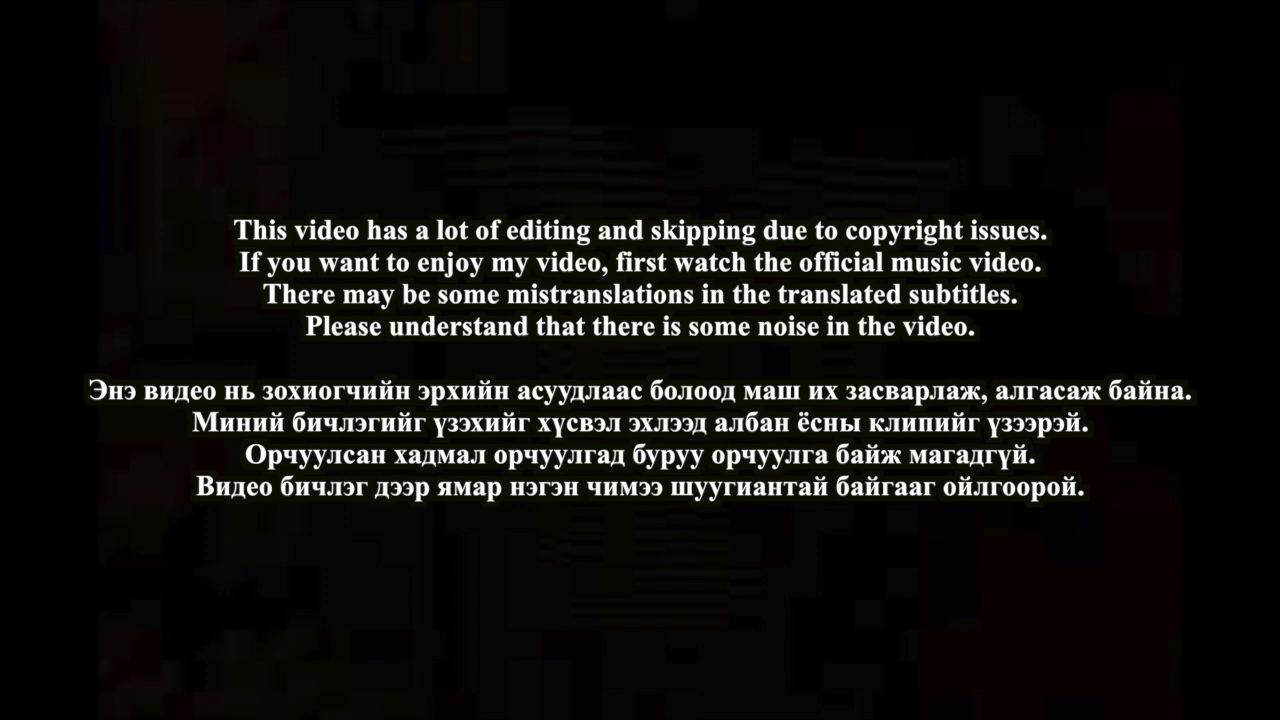 This video has a lot of editing and skipping due to copyright issues.
If you want to enjoy my video, first watch the official music video.
There may be some mistranslations in the translated subtitles.
Please understand that there is some noise in the video.
Энэ видео нь зохиогчийн эрхийн асуудлаас болоод маш их засварлаж, алгасаж байна.
Миний бичлэгийг үзэхийг хүсвэл эхлээд албан ёсны клипийг үзээрэй.
Орчуулсан хадмал орчуулгад буруу орчуулга байж магадгүй.
Видео бичлэг дээр ямар нэгэн чимээ шуугиантай байгааг ойлгоорой.